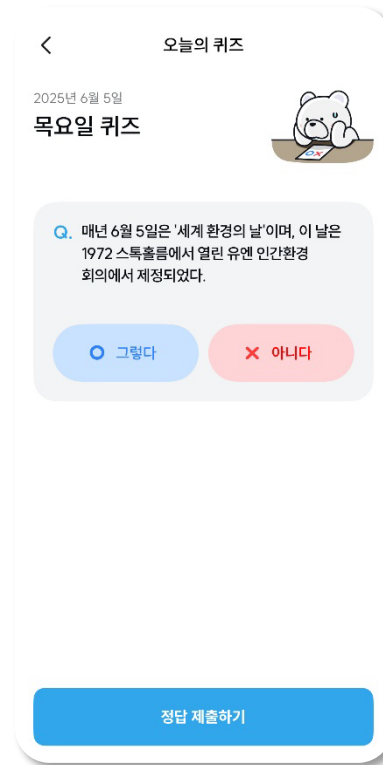 오늘의 퀴즈
2025년 6월 5일
목요일 퀴즈
OX
Q. 매년 6월 5일은 '세계 환경의 날'이며, 이 날은
1972 스톡홀름에서 열린 유엔 인간환경
회의에서 제정되었다.
그렇다
아니다
정답 제출하기